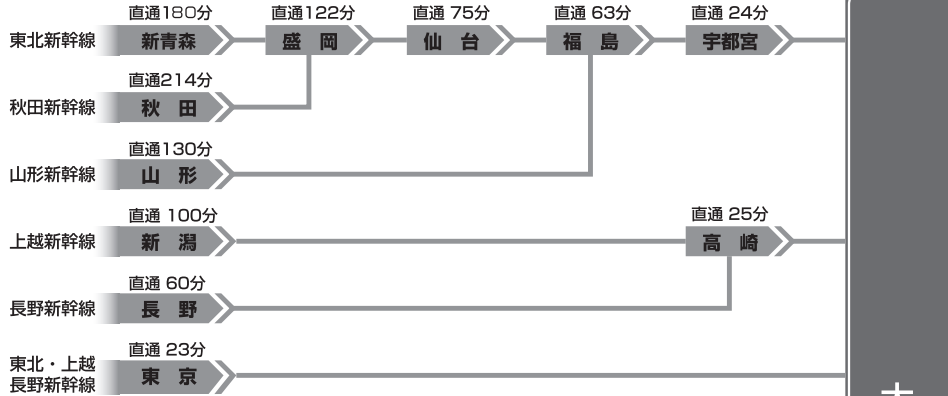 直通180分 直通122分 直通 75分 直通 63分 直通 24分
東北新幹線 新青森 盛 岡 仙 台 福 島 宇都宮
直通214分
秋田新幹線 秋 田
直通130分
山形新幹線 山 形
直通 100分 直通 25分
上越新幹線 新 潟 高 崎
直通 60分
長野新幹線 長 野
直通 23分
東北・上越
長野新幹線 東 京